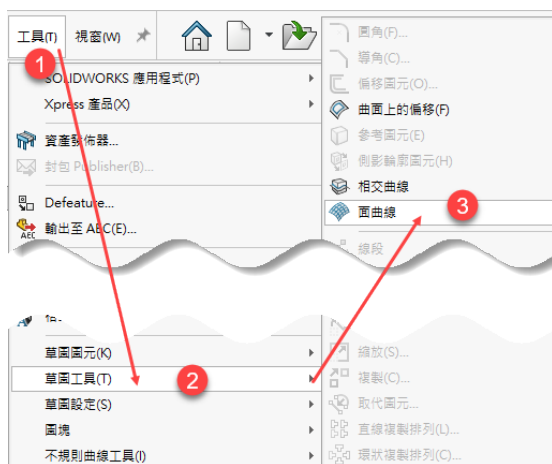 工具(T) 視窗(W)
1
SOLIDWORKS 應用程式(P)
Xpress 產品(X)
資產發佈器...
封包 Publisher(B)...
Defeature...
輸出至 AEC(E)...
AEC
圓角(F)...
導角(C)...
偏移圖元(O)...
曲面上的偏移(F)
參考圖元(E)
側影輪廓圖元(H)
相交曲線
面曲線
3
線段
草圖圖元(K)
草圖工具(T)
2
草圖設定(S)
圖塊
不規則曲線工具(I)
縮放(S)...
複製(C)...
取代圖元...
直線複製排列(L)...
環狀複製排列(C)...